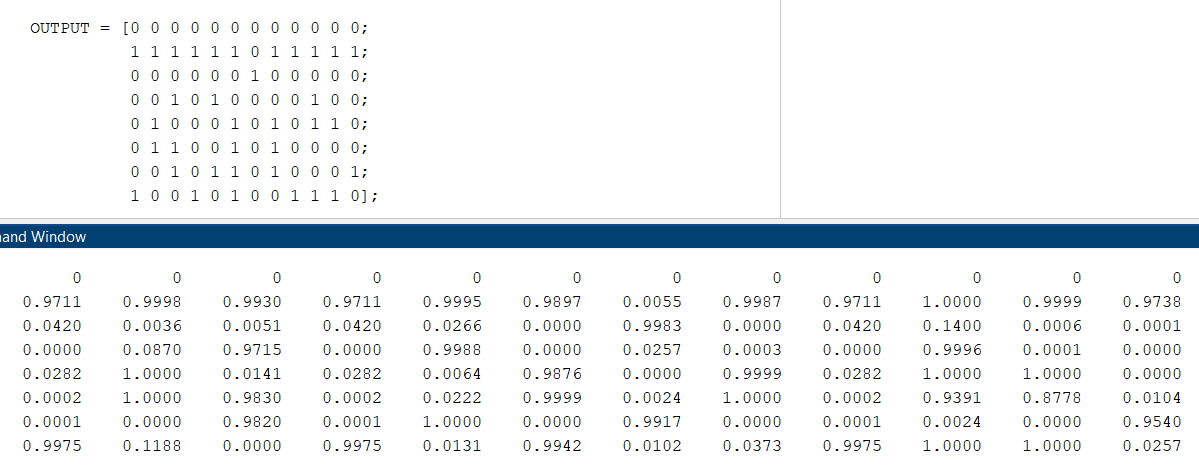 OUTPUT = [0 0 0 0 0 0 0 0 0 0 0 0;
1 1 1 1 1 1 0 1 1 1 1 1;
0 0 0 0 0 0 1 0 0 0 0 0;
0 0 1 0 1 0 0 0 0 1 0 0;
0 1 0 0 0 1 0 1 0 1 1 0;
0 1 1 0 0 1 0 1 0 0 0 0;
0 0 1 0 1 1 0 1 0 0 0 1;
1 0 0 1 0 1 0 0 1 1 1 0];
and Window
0 0 0 0 0 0 0 0 0 0 0 0
0.9711 0.9998 0.9930 0.9711 0.9995 0.9897 0.0055 0.9987 0.9711 1.0000 0.9999 0.9738
0.0420 0.0036 0.0051 0.0420 0.0266 0.0000 0.9983 0.0000 0.0420 0.1400 0.0006 0.0001
0.0000 0.0870 0.9715 0.0000 0.9988 0.0000 0.0257 0.0003 0.0000 0.9996 0.0001 0.0000
0.0282 1.0000 0.0141 0.0282 0.0064 0.9876 0.0000 0.9999 0.0282 1.0000 1.0000 0.0000
0.0002 1.0000 0.9830 0.0002 0.0222 0.9999 0.0024 1.0000 0.0002 0.9391 0.8778 0.0104
0.0001 0.0000 0.9820 0.0001 1.0000 0.0000 0.9917 0.0000 0.0001 0.0024 0.0000 0.9540
0.9975 0.1188 0.0000 0.9975 0.0131 0.9942 0.0102 0.0373 0.9975 1.0000 1.0000 0.0257